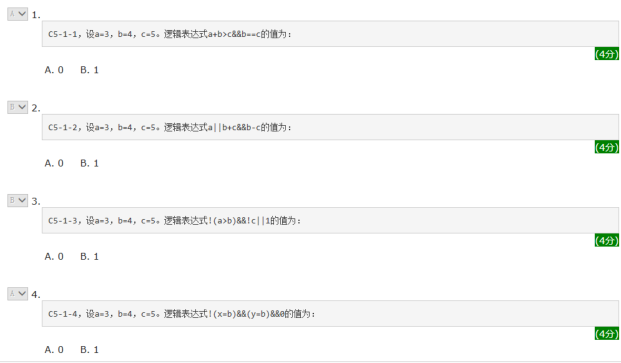 A 1.
C5-1-1，设a=3，b=4，c=5。逻辑表达式a+b>c&&b==c的值为：
(4分)
A. 0 B. 1
B 2.
C5-1-2，设a=3，b=4，c=5。逻辑表达式a||b+c&&b-c的值为：
(4分)
A. 0 B. 1
B 3.
C5-1-3，设a=3，b=4，c=5。逻辑表达式!(a>b)&&!c||1的值为：
(4分)
A. 0 B. 1
A 4.
C5-1-4，设a=3，b=4，c=5。逻辑表达式!(x=b)&&(y=b)&&0的值为：
(4分)
A. 0 B. 1